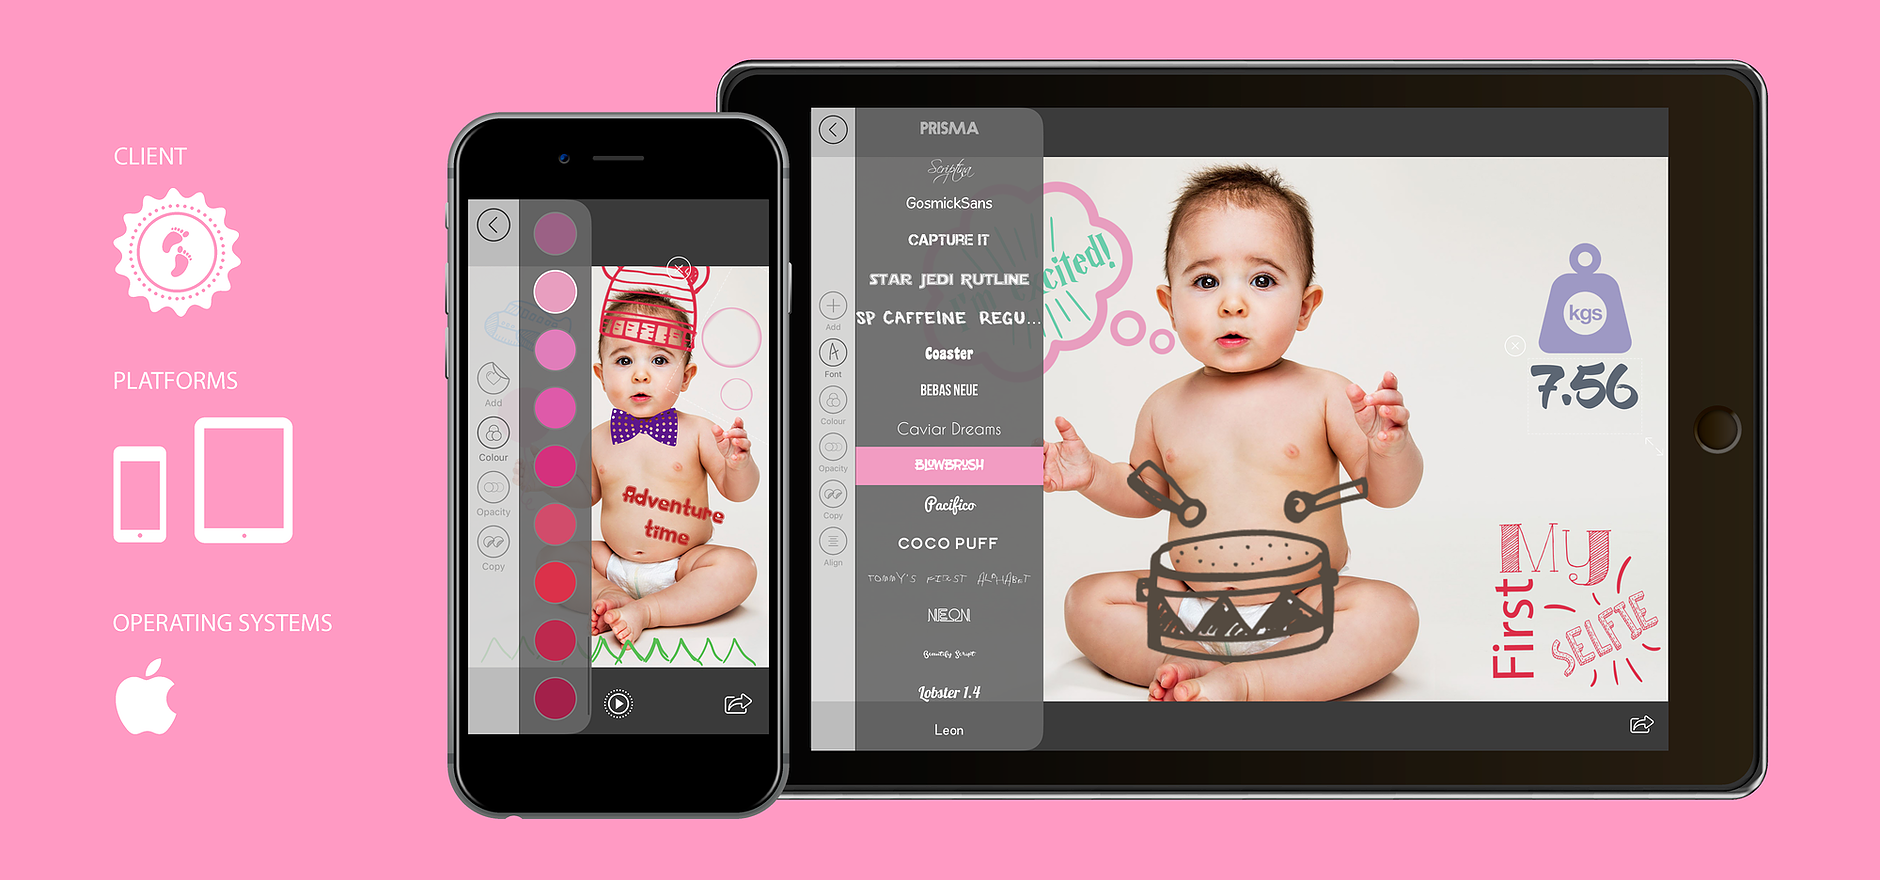 CLIENT
PLATFORMS
OPERATING SYSTEMS
Add
Colour
Opacity
Copy
Adventure
time
Add
Font
Colour
Opacity
Copy
Align
PRISMA
Scriptina
GosmickSans
CAPTURE IT
STAR JEDI RUTLINE
SP CAFFEINE REGU...
Coaster
BEBAS NEUE
Caviar Dreams
BLOWBRUSH
Pacifico
COCO PUFF
TOMMY'S FIRST ALPHABET
NEON
Beautify Script
Lobster 1.4
Leon
I'm excited!
kgs
7.56
My
First
SELFIE